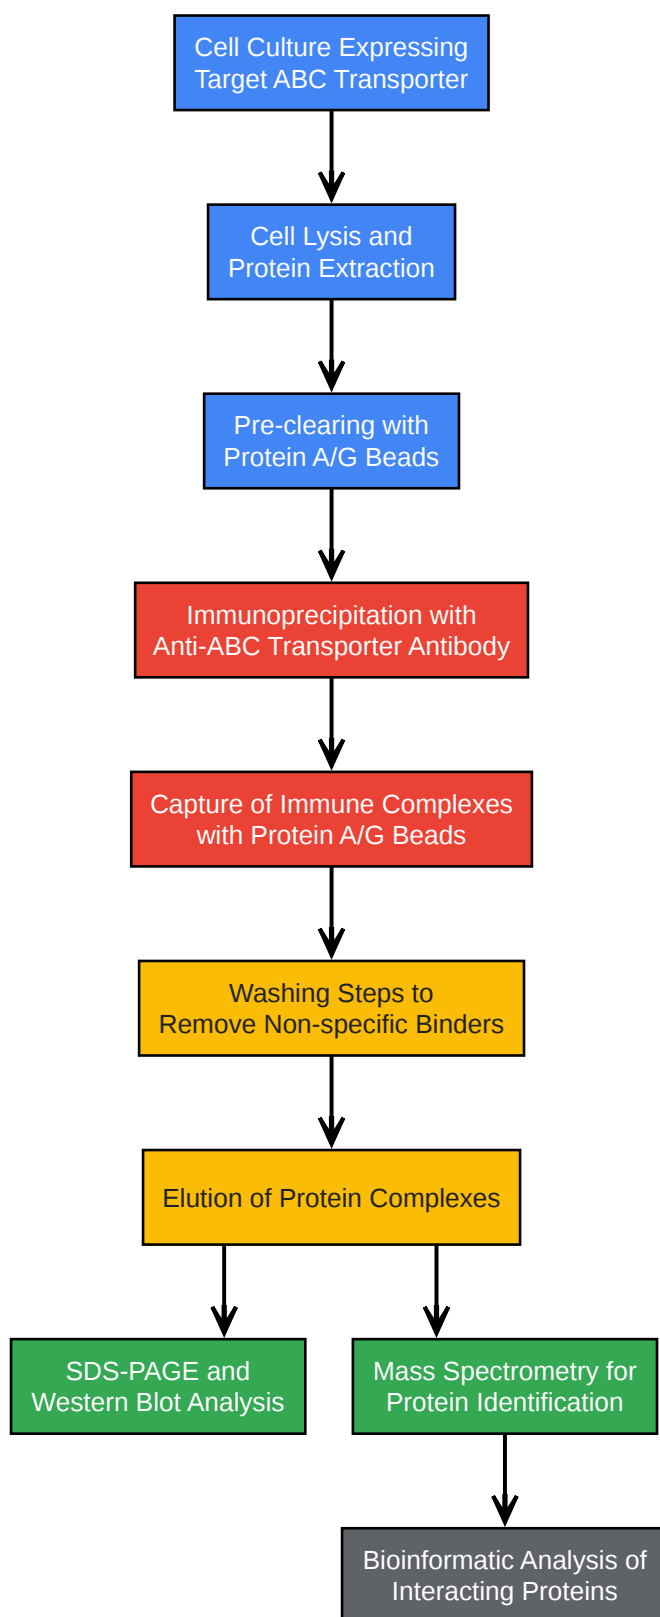 Cell Culture Expressing
Target ABC Transporter
Cell Lysis and
Protein Extraction
Pre-clearing with
Protein A/G Beads
Immunoprecipitation with
Anti-ABC Transporter Antibody
Capture of Immune Complexes
with Protein A/G Beads
Washing Steps to
Remove Non-specific Binders
Elution of Protein Complexes
SDS-PAGE and
Western Blot Analysis
Mass Spectrometry for
Protein Identification
Bioinformatic Analysis of
Interacting Proteins